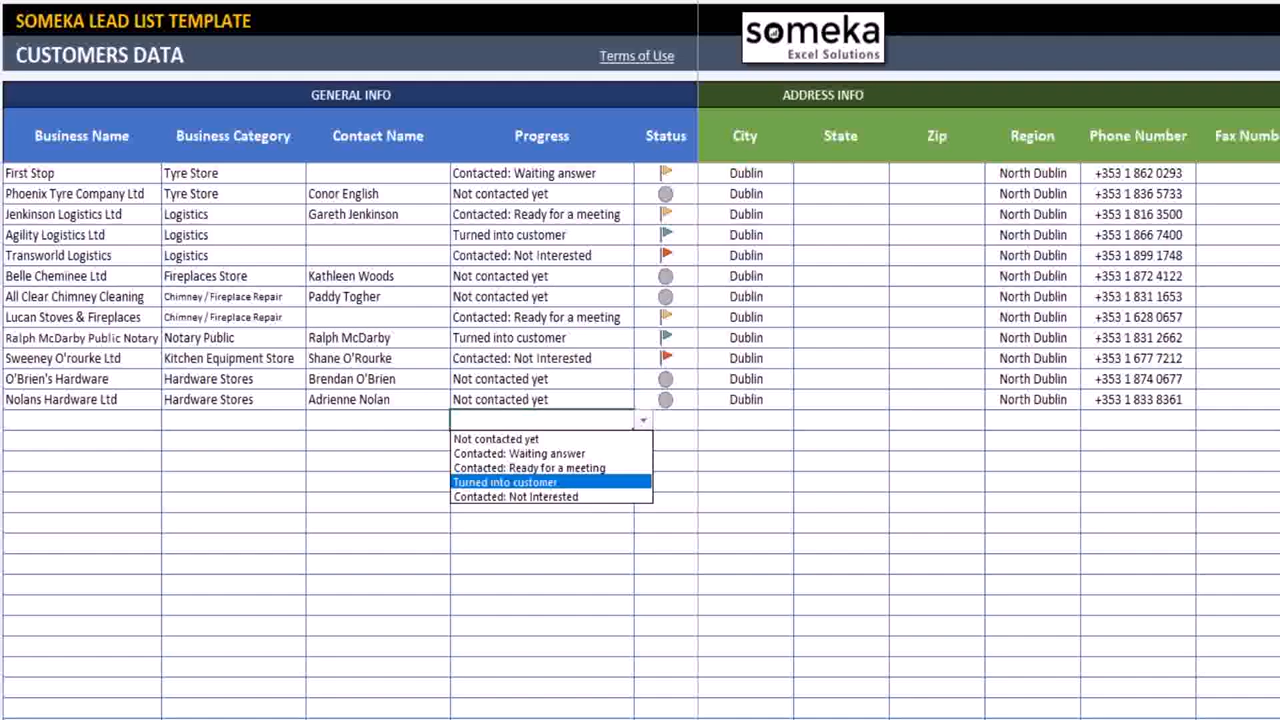 SOMEKA LEAD LIST TEMPLATE
CUSTOMERS DATA
Terms of Use
someka
Excel Solutions
GENERAL INFO ADDRESS INFO
Business Name Business Category Contact Name Progress Status City State Zip Region Phone Number Fax Numb
First Stop Tyre Store Contacted: Waiting answer Dublin North Dublin +353 1 862 0293
Phoenix Tyre Company Ltd Tyre Store Conor English Not contacted yet Dublin North Dublin +353 1 836 5733
Jenkinson Logistics Ltd Logistics Gareth Jenkinson Contacted: Ready for a meeting Dublin North Dublin +353 1 816 3500
Agility Logistics Ltd Logistics Turned into customer Dublin North Dublin +353 1 866 7400
Transworld Logistics Logistics Contacted: Not Interested Dublin North Dublin +353 1 899 1748
Belle Cheminee Ltd Fireplaces Store Kathleen Woods Not contacted yet Dublin North Dublin +353 1 872 4122
All Clear Chimney Cleaning Chimney / Fireplace Repair Paddy Togher Not contacted yet Dublin North Dublin +353 1 831 1653
Lucan Stoves & Fireplaces Chimney / Fireplace Repair Contacted: Ready for a meeting Dublin North Dublin +353 1 628 0657
Ralph McDarby Public Notary Notary Public Ralph McDarby Turned into customer Dublin North Dublin +353 1 831 2662
Sweeney O'rourke Ltd Kitchen Equipment Store Shane O'Rourke Contacted: Not Interested Dublin North Dublin +353 1 677 7212
O'Brien's Hardware Hardware Stores Brendan O'Brien Not contacted yet Dublin North Dublin +353 1 874 0677
Nolans Hardware Ltd Hardware Stores Adrienne Nolan Not contacted yet Dublin North Dublin +353 1 833 8361
Not contacted yet
Contacted: Waiting answer
Contacted: Ready for a meeting
Turned into customer
Contacted: Not Interested